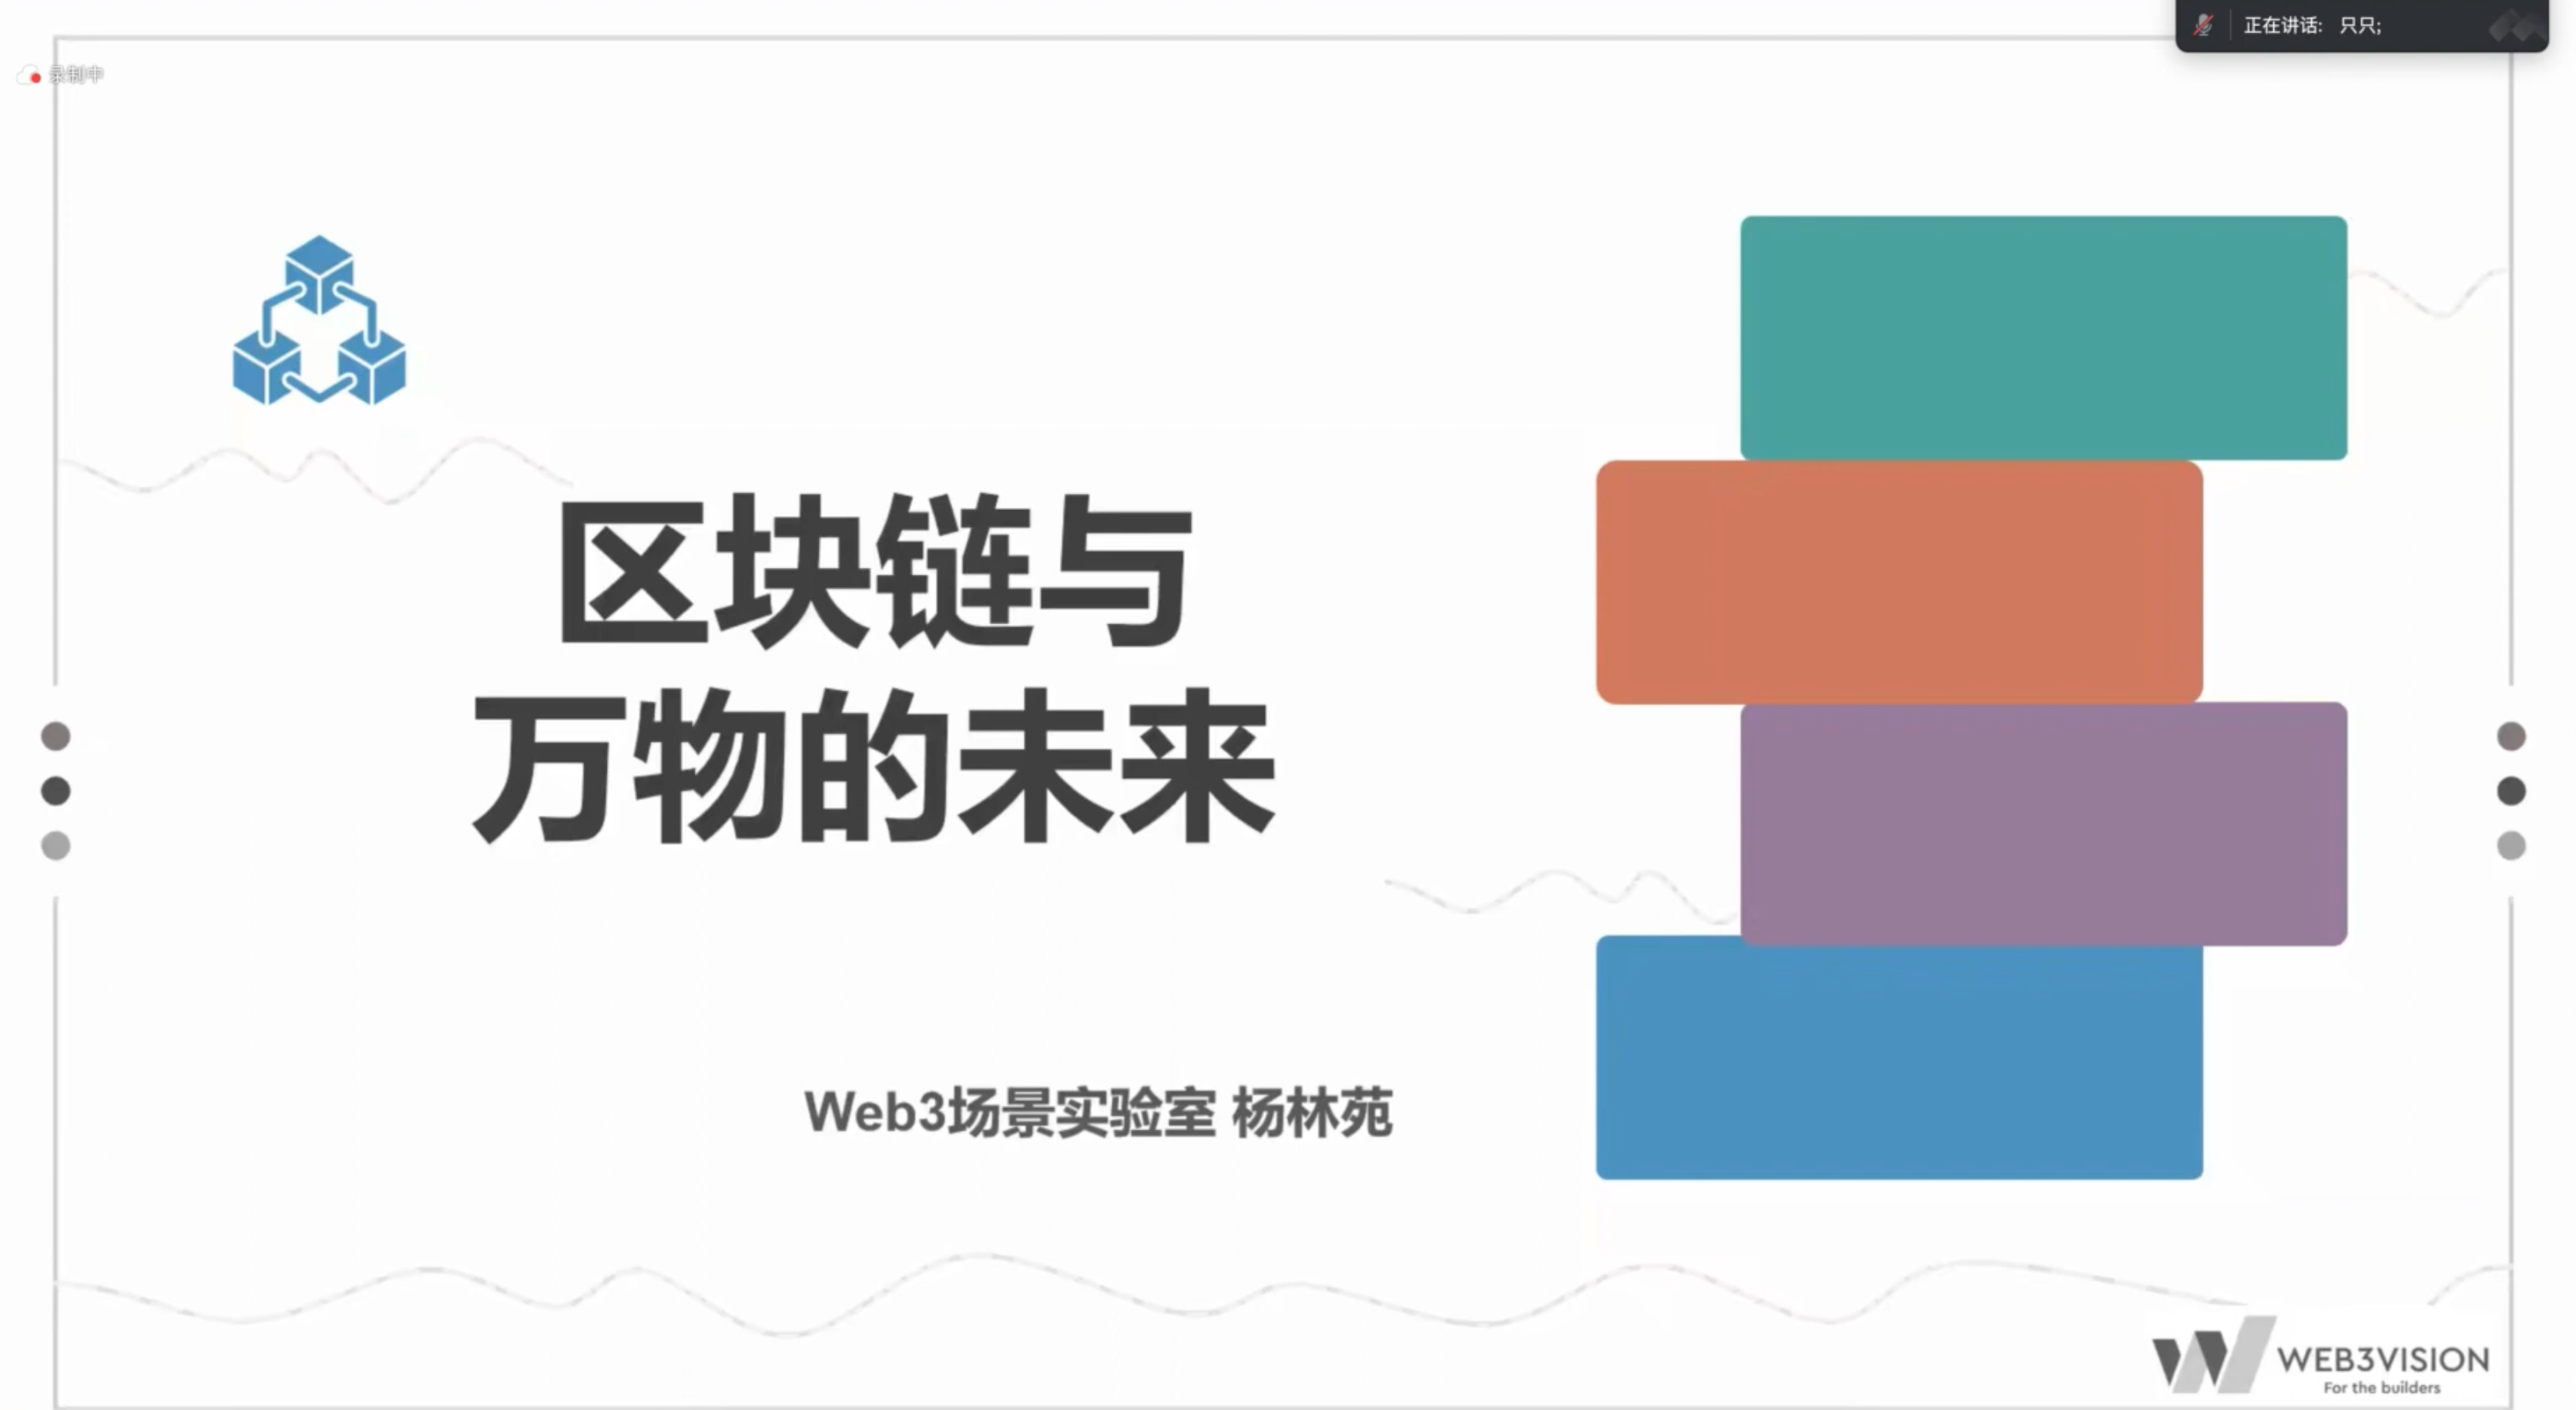 正在讲话: 只只;
录制中
区块链与
万物的未来
Web3场景实验室 杨林苑
WEB3VISION
For the builders